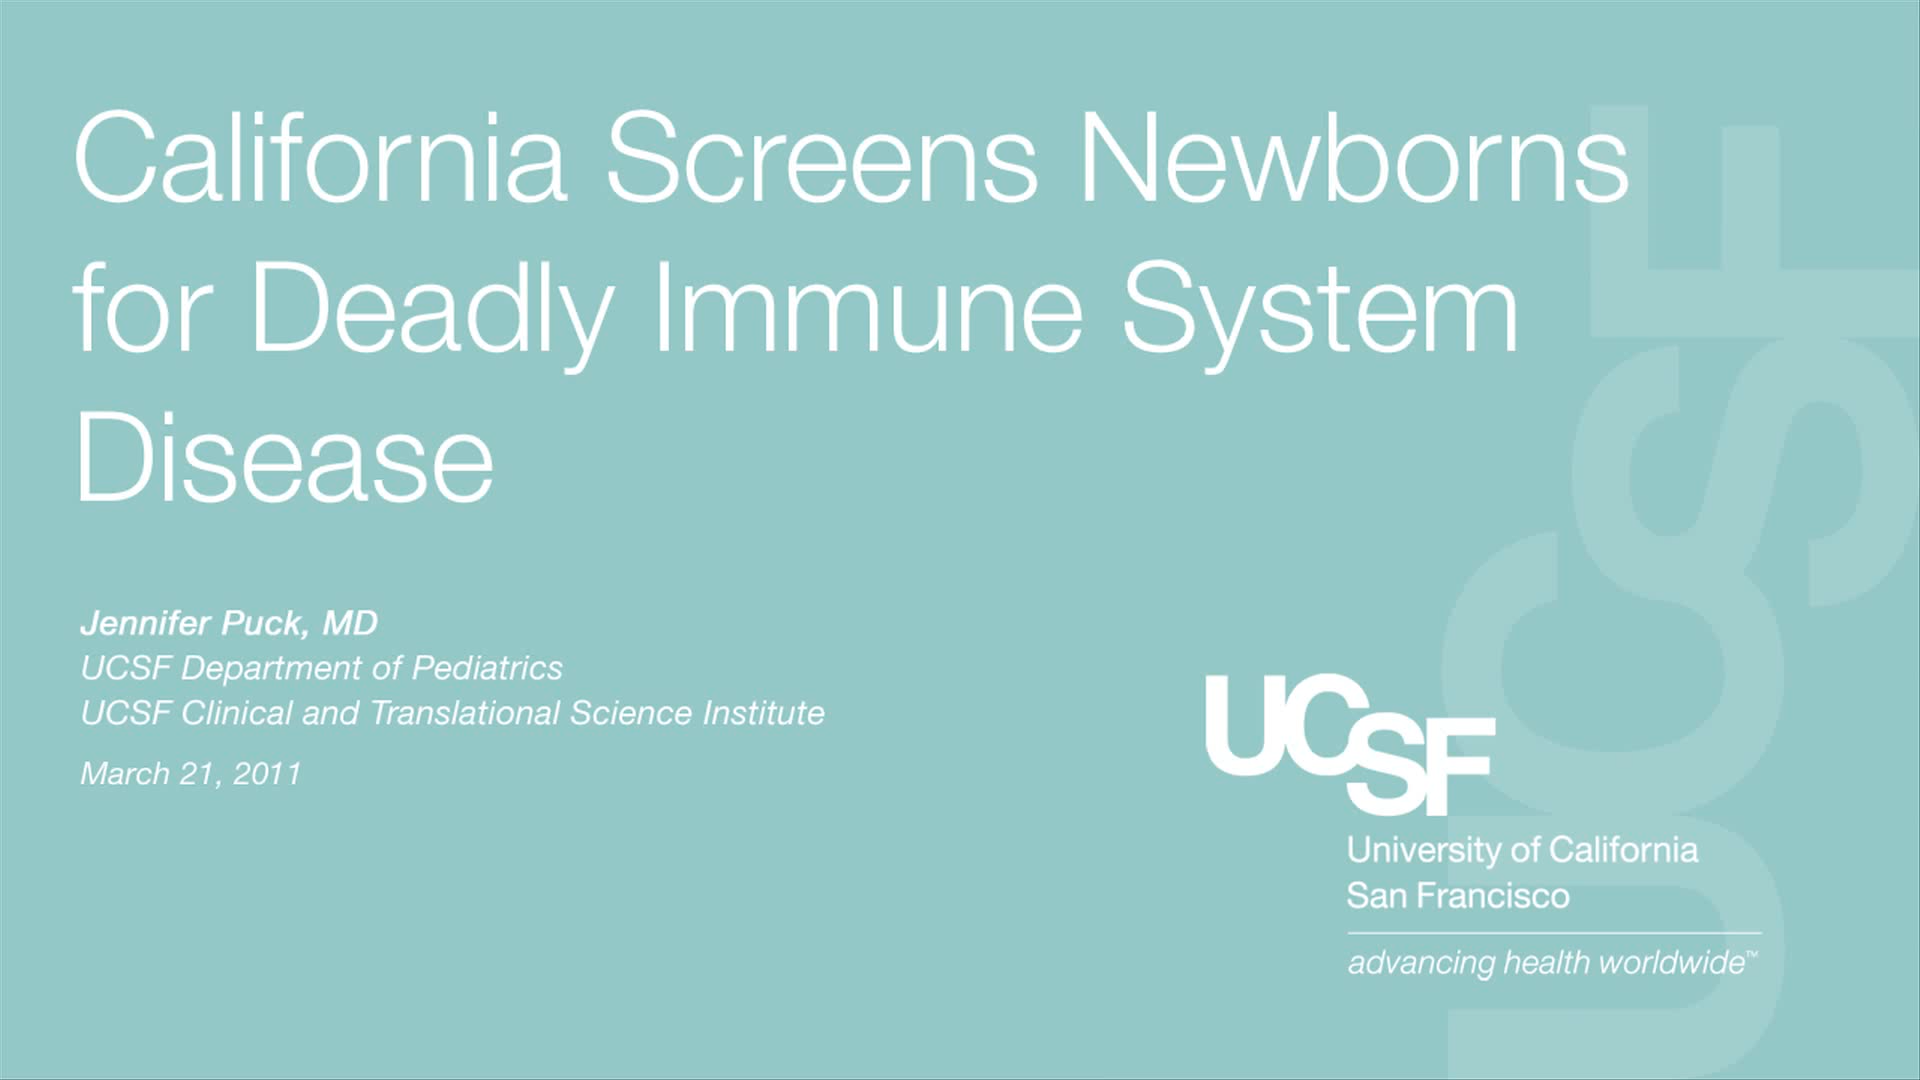 California Screens Newborns
for Deadly Immune System
Disease
Jennifer Puck, MD
UCSF Department of Pediatrics
UCSF Clinical and Translational Science Institute
March 21, 2011
UCSF
University of California
San Francisco
advancing health worldwide™
UCSF